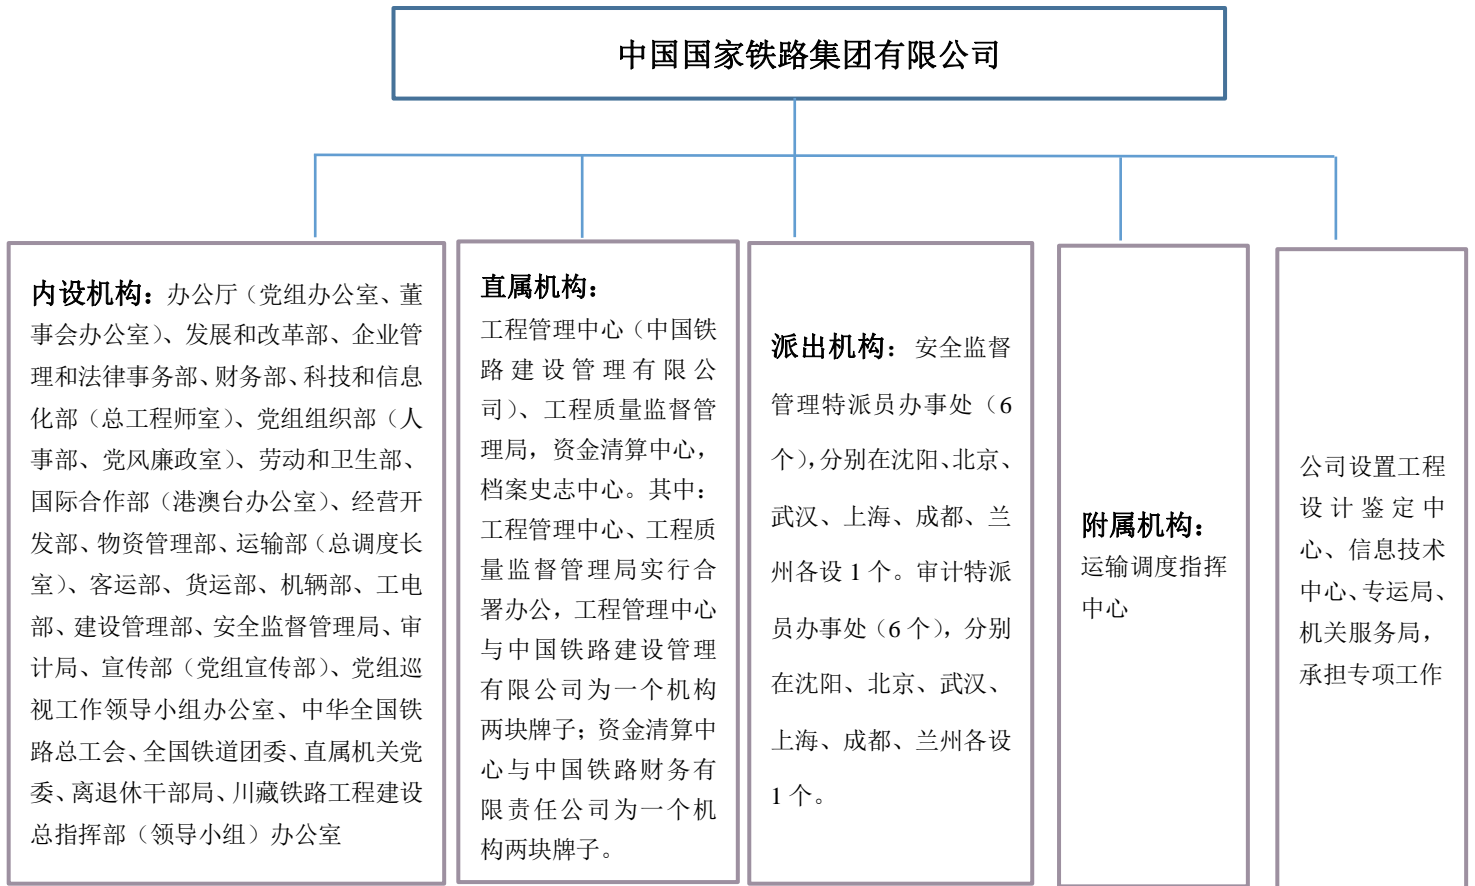 中国国家铁路集团有限公司
内设机构：办公厅（党组办公室、董
事会办公室）、发展和改革部、企业管
理和法律事务部、财务部、科技和信息
化部（总工程师室）、党组组织部（人
事部、党风廉政室）、劳动和卫生部、
国际合作部（港澳台办公室）、经营开
发部、物资管理部、运输部（总调度长
室）、客运部、货运部、机辆部、工电
部、建设管理部、安全监督管理局、审
计局、宣传部（党组宣传部）、党组巡
视工作领导小组办公室、中华全国铁
路总工会、全国铁道团委、直属机关党
委、离退休干部局、川藏铁路工程建设
总指挥部（领导小组）办公室
直属机构：
工程管理中心（中国铁
路建设管理有限公
司）、工程质量监督管
理局，资金清算中心，
档案史志中心。其中：
工程管理中心、工程质
量监督管理局实行合
署办公，工程管理中心
与中国铁路建设管理
有限公司为一个机构
两块牌子；资金清算中
心与中国铁路财务有
限责任公司为一个机
构两块牌子。
派出机构：安全监督
管理特派员办事处（6
个），分别在沈阳、北京、
武汉、上海、成都、兰
州各设 1 个。审计特派
员办事处（6 个），分别
在沈阳、北京、武汉、
上海、成都、兰州各设
1 个。
附属机构：
运输调度指挥
中心
公司设置工程
设计鉴定中
心、信息技术
中心、专运局、
机关服务局，
承担专项工作